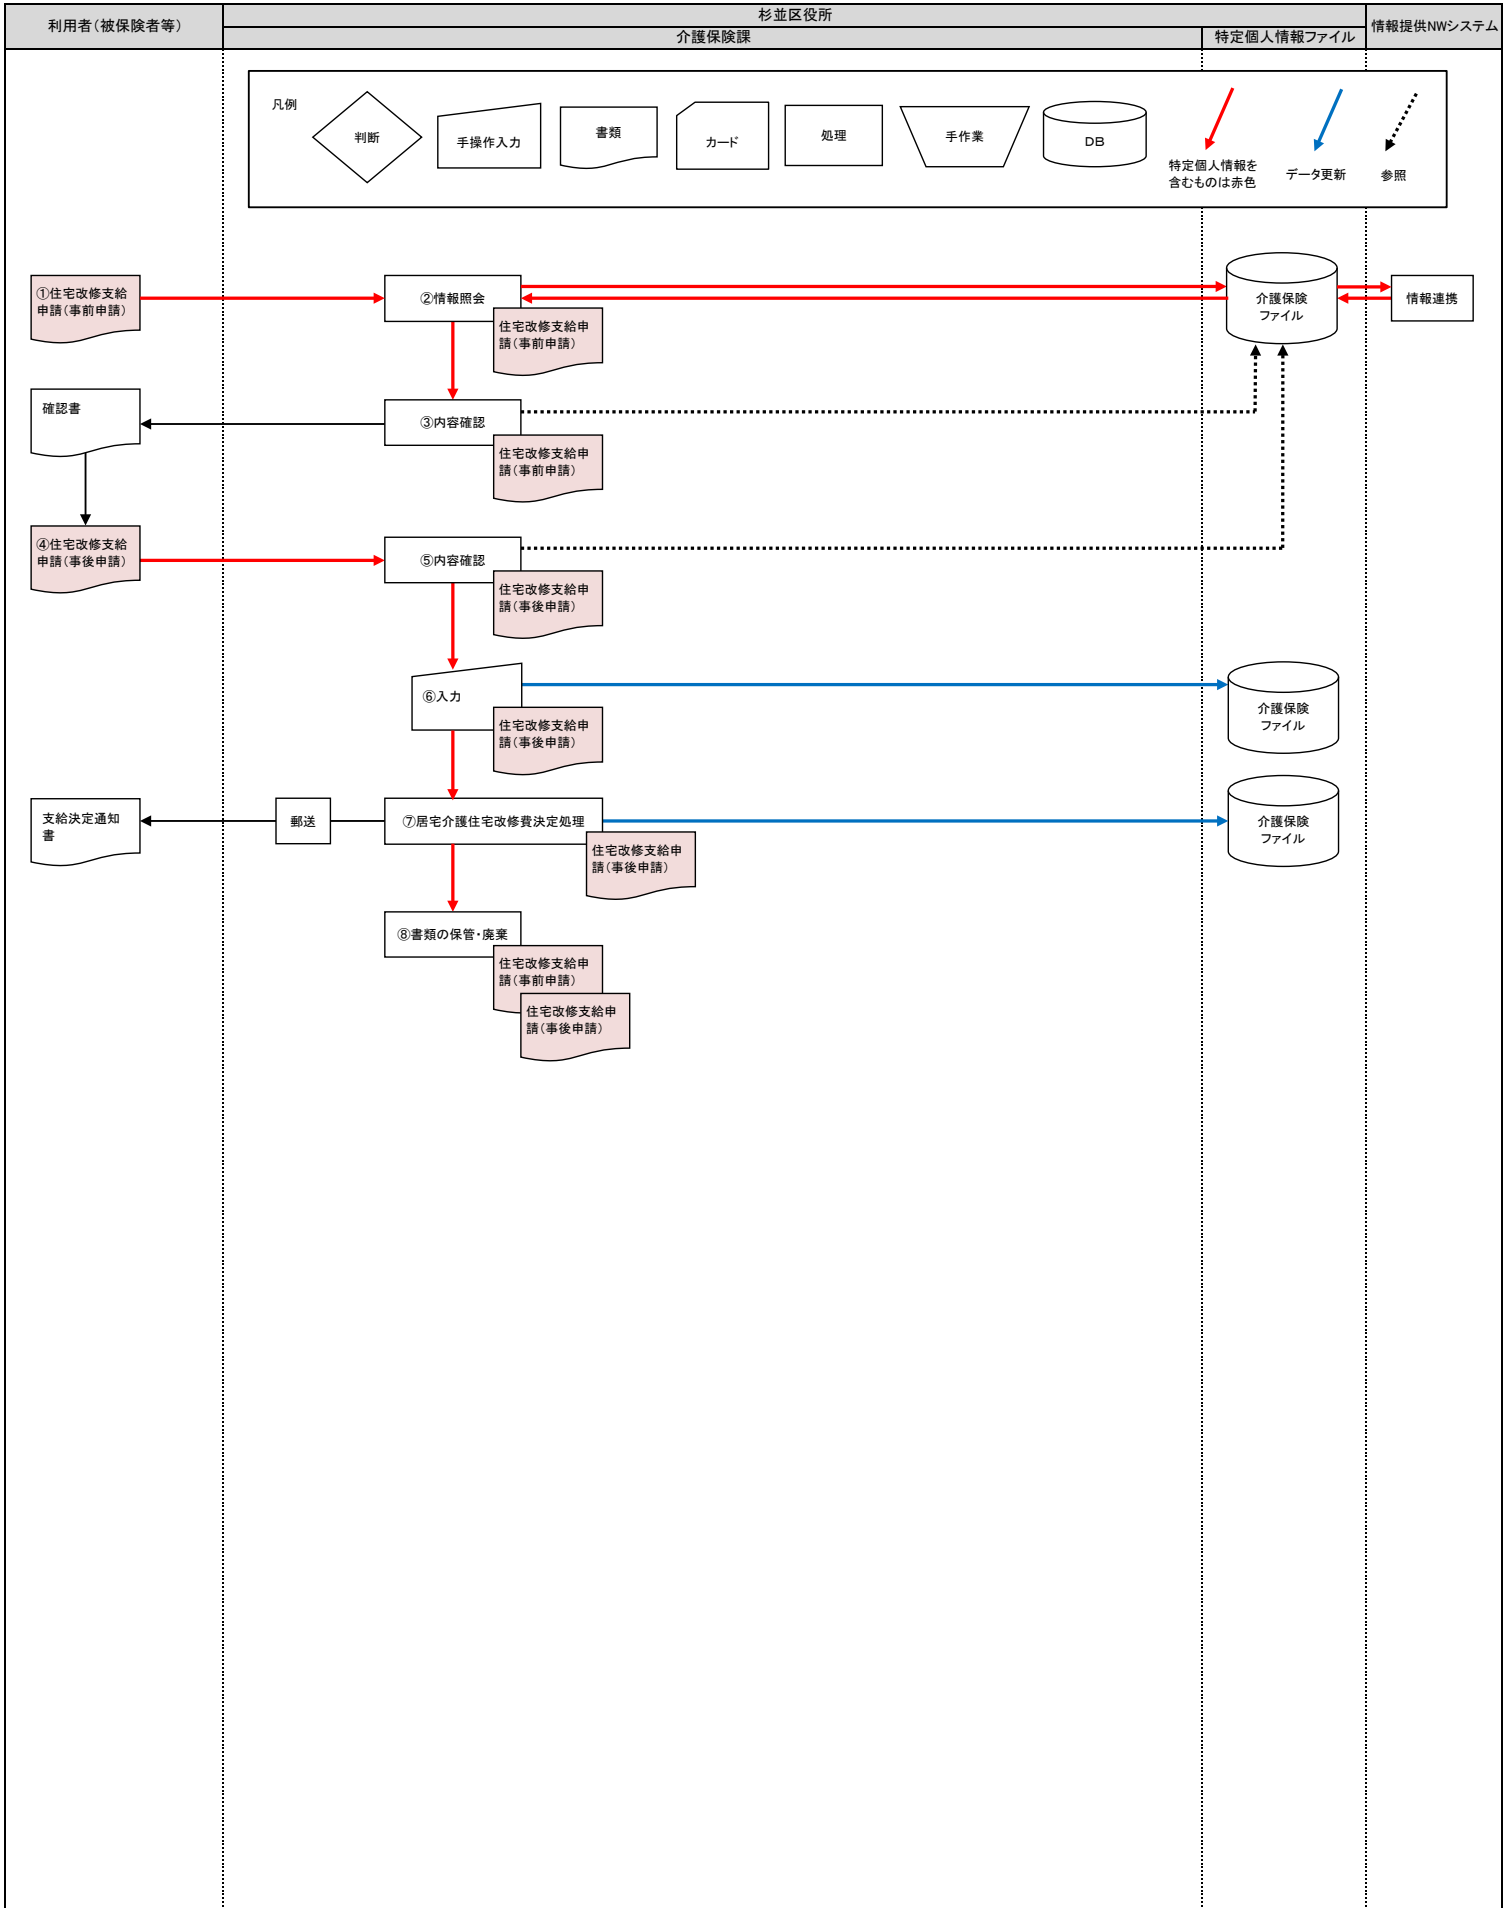 利用者（被保険者等）
杉並区役所
介護保険課
特定個人情報ファイル
情報提供NWシステム
凡例
判断
手操作入力
書類
カード
処理
手作業
DB
特定個人情報を
含むものは赤色
データ更新
参照
①住宅改修支給
申請（事前申請）
②情報照会
住宅改修支給申
請（事前申請）
介護保険
ファイル
情報連携
確認書
③内容確認
住宅改修支給申
請（事前申請）
④住宅改修支給
申請（事後申請）
⑤内容確認
住宅改修支給申
請（事後申請）
⑥入力
住宅改修支給申
請（事後申請）
介護保険
ファイル
支給決定通知
書
郵送
⑦居宅介護住宅改修費決定処理
住宅改修支給申
請（事後申請）
介護保険
ファイル
⑧書類の保管・廃棄
住宅改修支給申
請（事前申請）
住宅改修支給申
請（事後申請）